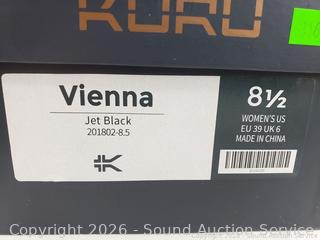 KURU
Vienna
Jet Black
201802-8.5
8½
WOMEN'S US
EU 39 UK 6
MADE IN CHINA
Copyright 2026 - Sound Auction Service